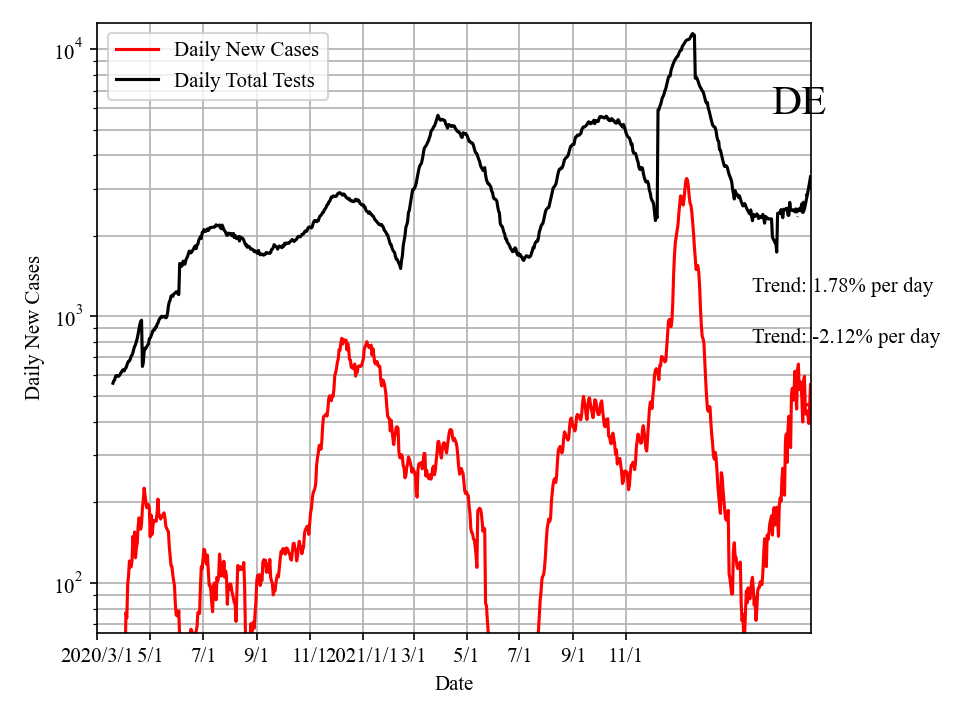 Daily New Cases
Daily Total Tests
DE
Trend: 1.78% per day
Trend: -2.12% per day
10^4
10^3
10^2
Daily New Cases
2020/3/1 5/1 7/1 9/1 11/1 2021/1/1 3/1 5/1 7/1 9/1 11/1
Date